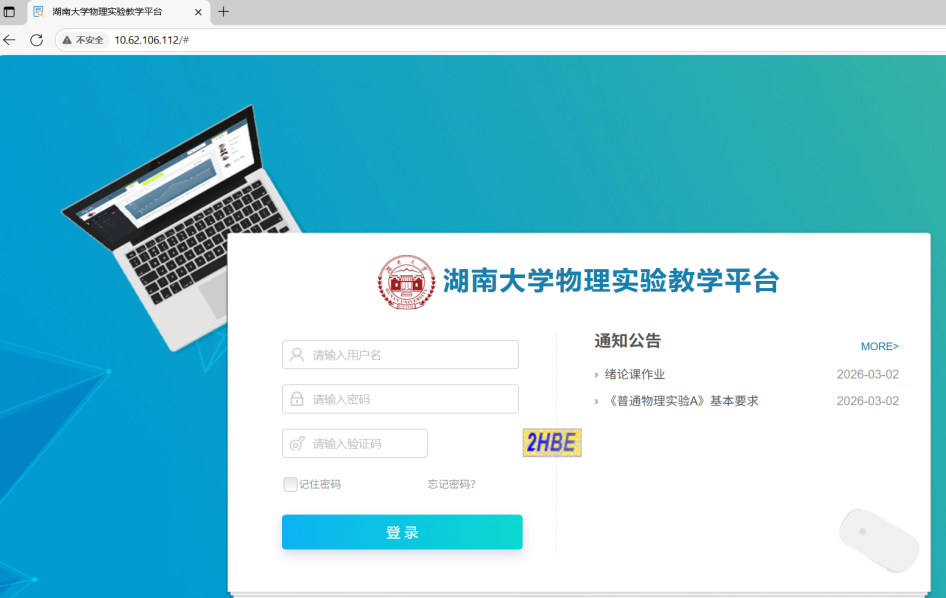 湖南大学物理实验教学平台
不安全 10.62.106.112/#
湖南大学物理实验教学平台
请输入用户名
请输入密码
请输入验证码
2HBE
记住密码 忘记密码?
登录
通知公告
MORE>
绪论课作业 2026-03-02
《普通物理实验A》基本要求 2026-03-02